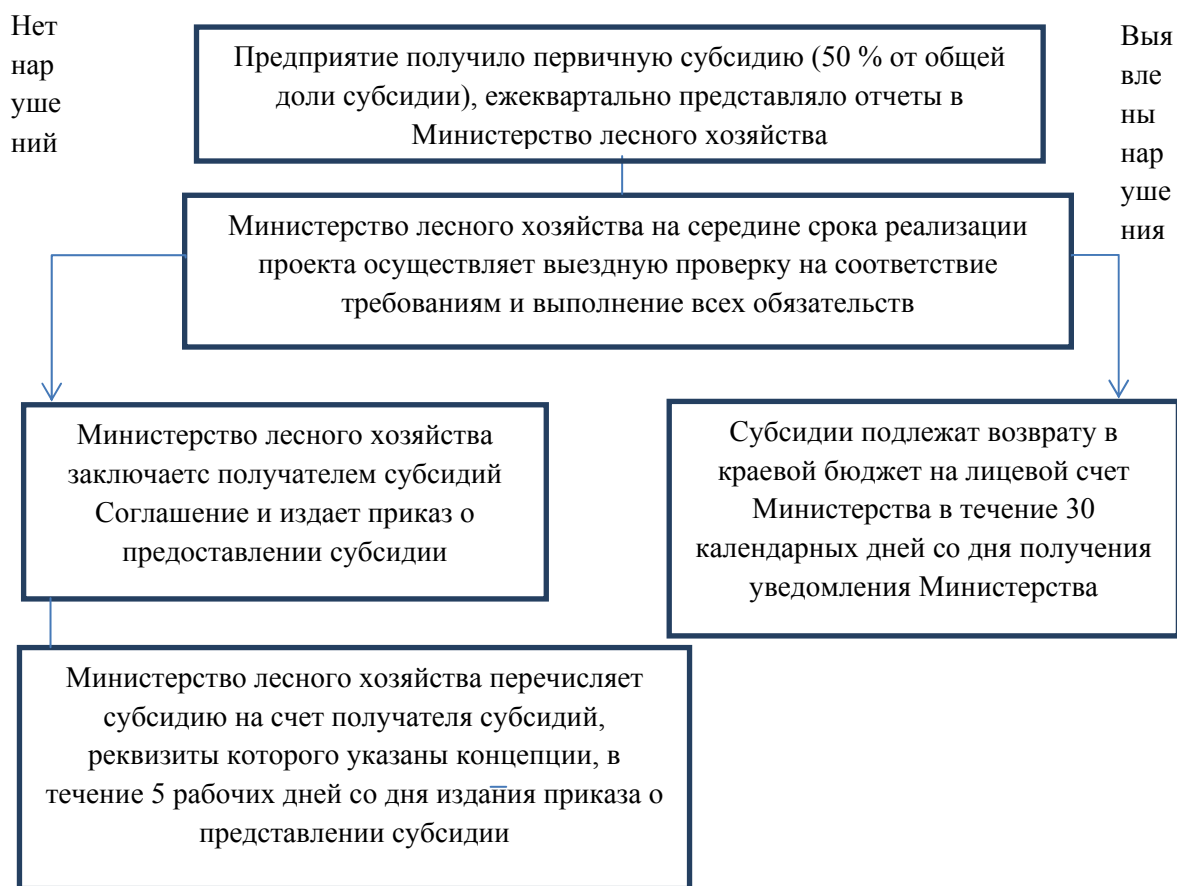 Нет
нар
уше
ний
Предприятие получило первичную субсидию (50 % от общей
доли субсидии), ежеквартально представляло отчеты в
Министерство лесного хозяйства
Выя
вле
ны
нар
уше
ния
Министерство лесного хозяйства на середине срока реализации
проекта осуществляет выездную проверку на соответствие
требованиям и выполнение всех обязательств
Министерство лесного хозяйства
заключаетс получателем субсидий
Соглашение и издает приказ о
предоставлении субсидии
Субсидии подлежат возврату в
краевой бюджет на лицевой счет
Министерства в течение 30
календарных дней со дня получения
уведомления Министерства
Министерство лесного хозяйства перечисляет
субсидию на счет получателя субсидий,
реквизиты которого указаны концепции, в
течение 5 рабочих дней со дня издания приказа о
представлении субсидии